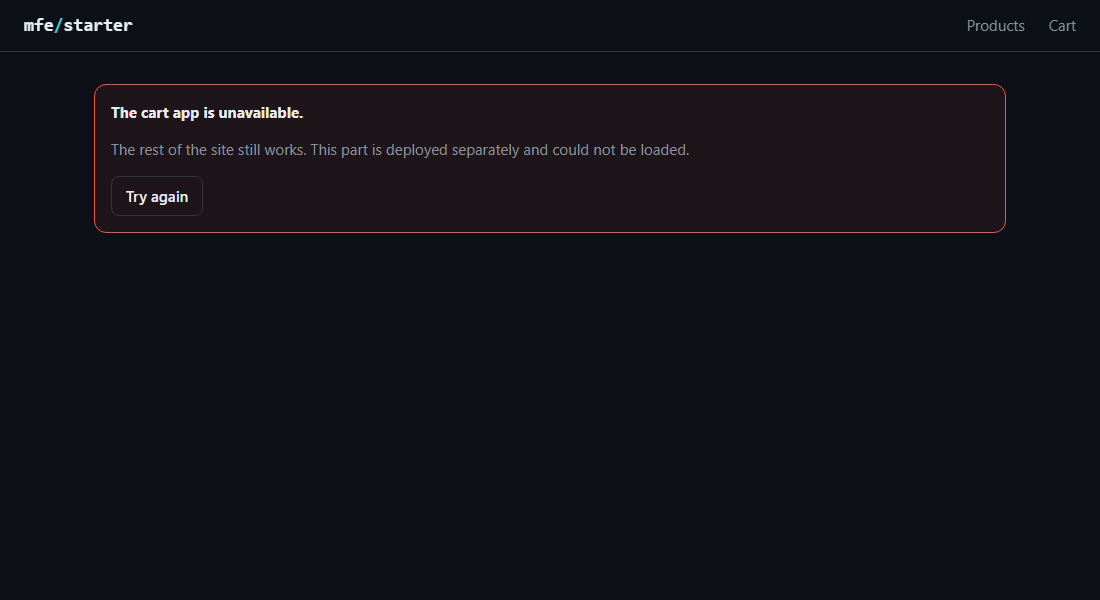 mfe/starter
Products
Cart
The cart app is unavailable.
The rest of the site still works. This part is deployed separately and could not be loaded.
Try again